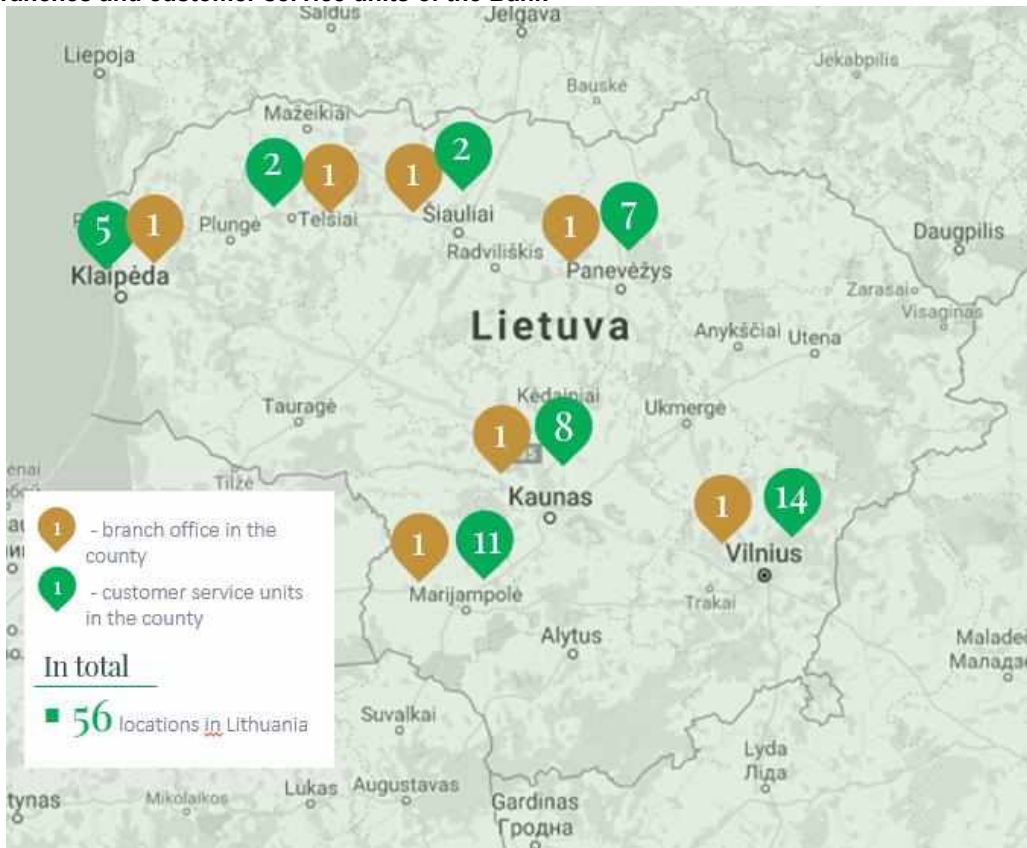 Saldus
Jelgava
Liepoja
Jekabpilis
Bauskė
Mažeikiai
2
1
1
2
Telšiai
Šiauliai
5
1
Plungė
1
7
Daugpilis
Klaipėda
Radviliškis
Panevėžys
Zarasai
Visaginas
Lietuva
Anykščiai
Utena
Kėdainiai
Tauragė
Ukmergė
1
8
Tilžė
Kaunas
1
14
Vilnius
1
11
Marijampolė
Trakai
Alytus
1 - branch office in the
county
1 - customer service units
in the county
In total
56 locations in Lithuania
Suvalkai
Lyda
Лида
Lukas
Augustavas
Mikolaikos
Gardinas
Гродна